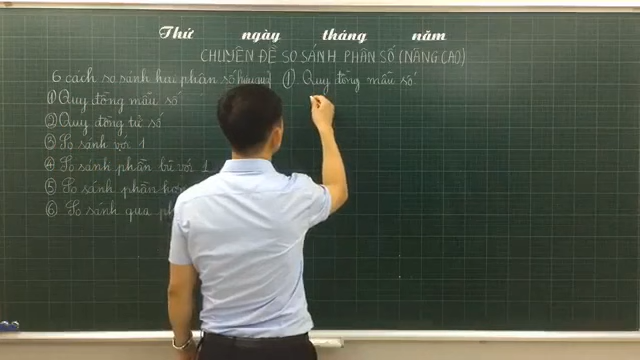 Thứ ngày tháng năm
CHUYÊN ĐỀ SO SÁNH PHÂN SỐ (NÂNG CAO)
6 cách so sánh hai phân số
① Quy đồng mẫu số
② Quy đồng tử số
③ So sánh với 1
④ So sánh phần bù với 1
⑤ So sánh phần hơn
⑥ So sánh qua
① Quy đồng mẫu số